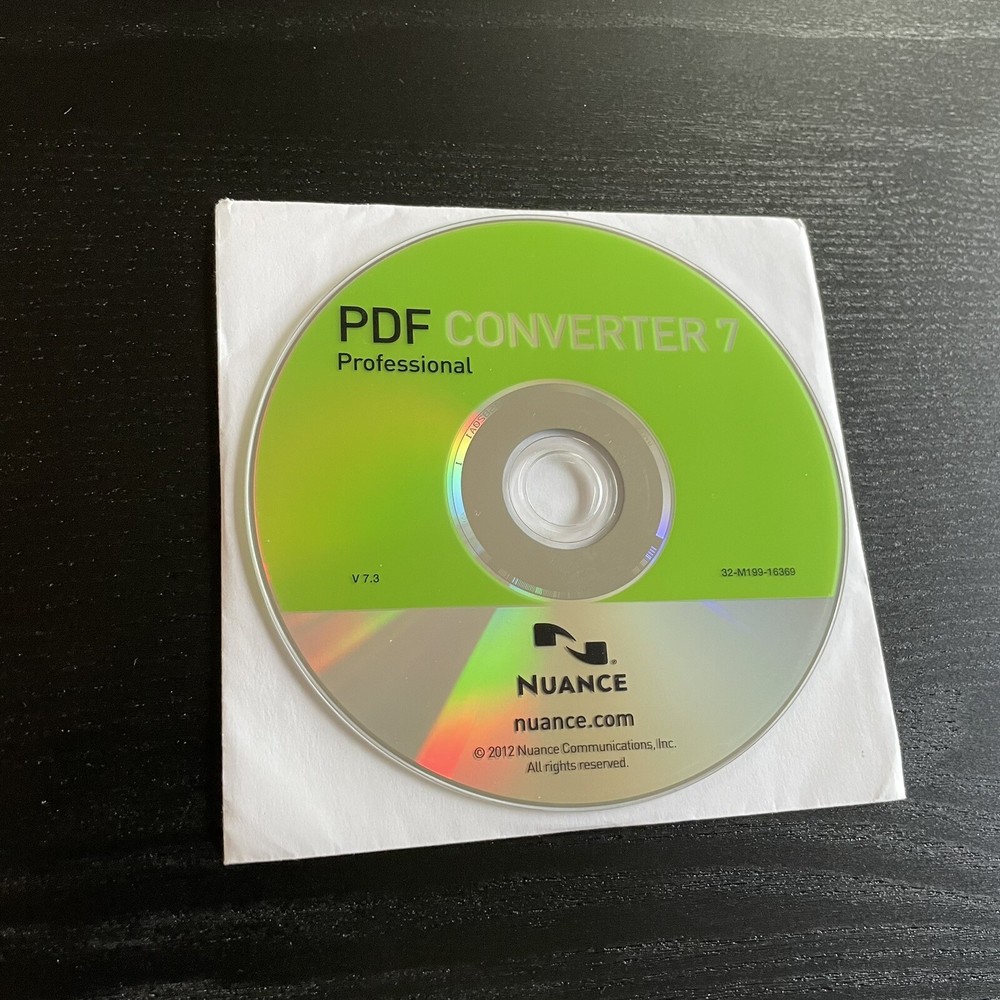 PDF CONVERTER 7
Professional
V 7.3
32-M199-16369
NUANCE
nuance.com
© 2012 Nuance Communications, Inc.
All rights reserved.